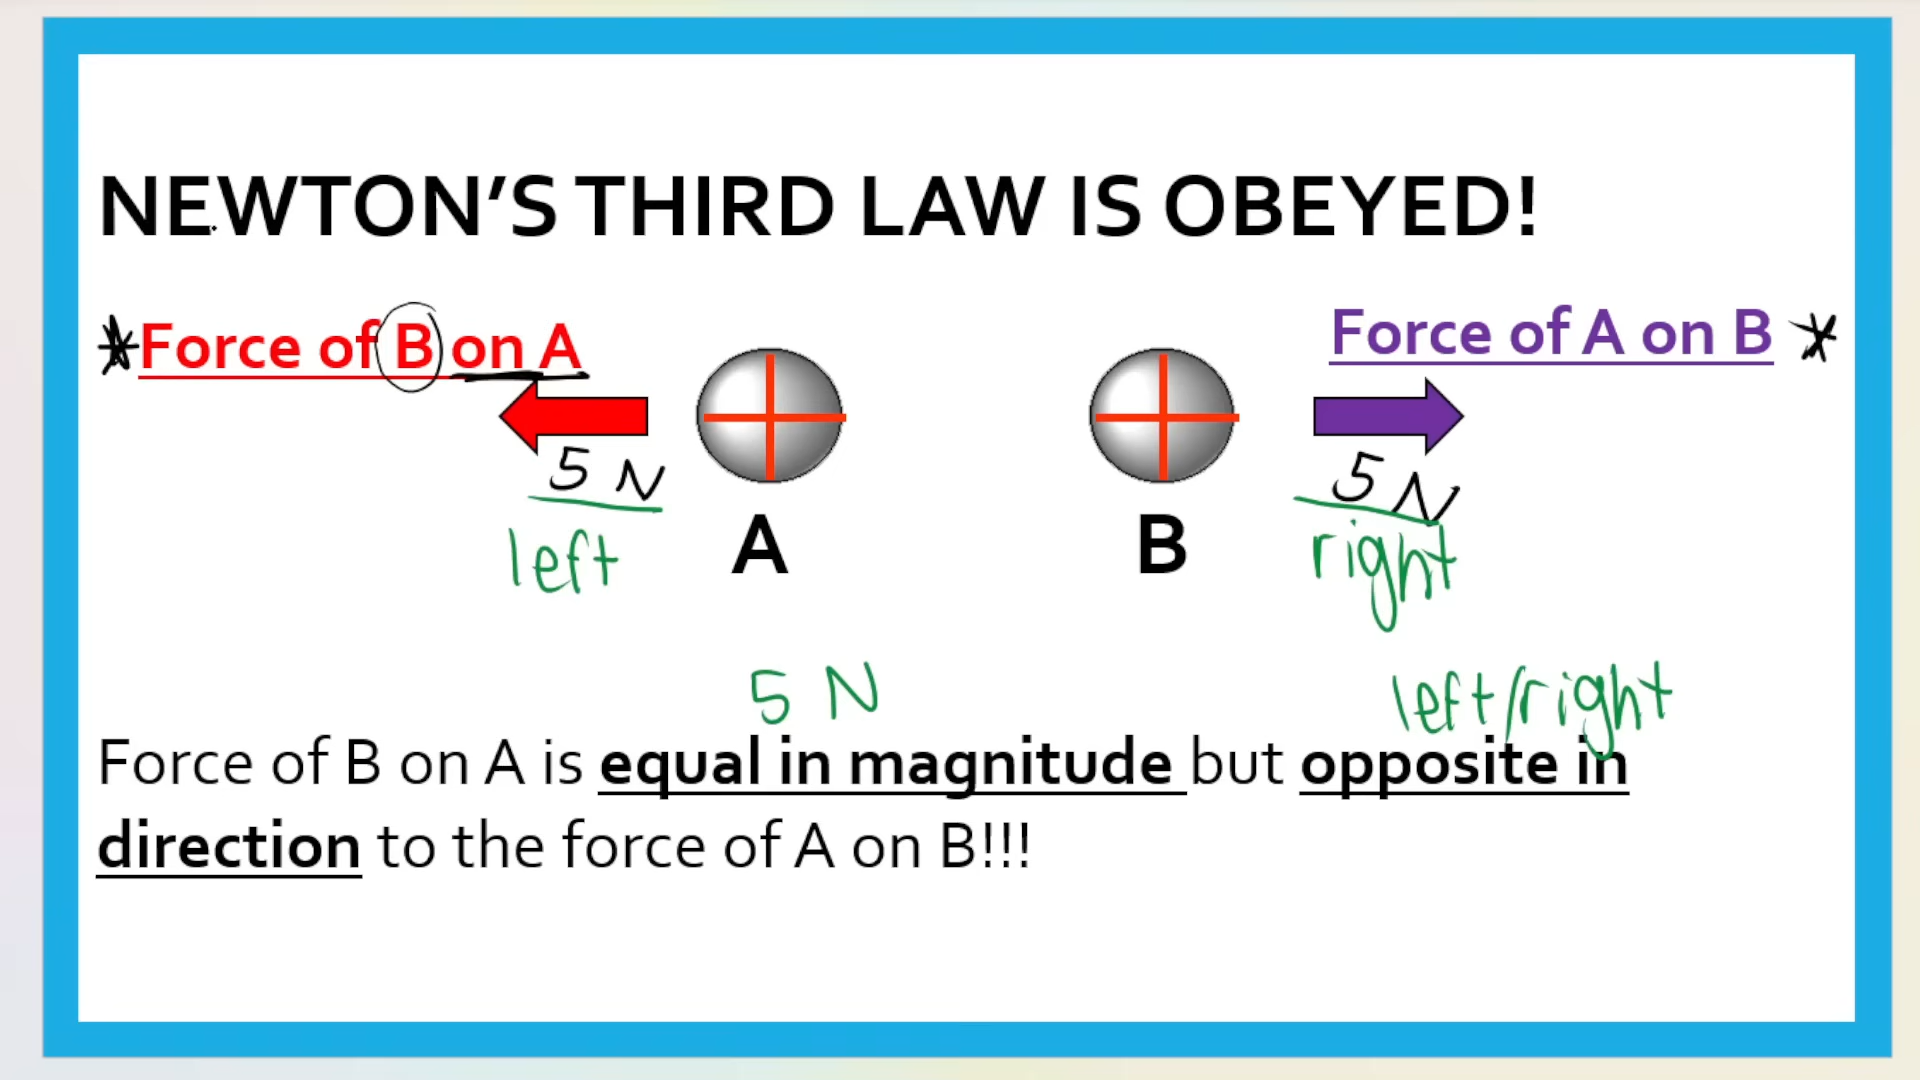 NEWTON’S THIRD LAW IS OBEYED!
*Force of B on A
Force of A on B *
5 N
5 N
left
A
B
right
5 N
left/right
Force of B on A is equal in magnitude but opposite in
direction to the force of A on B!!!